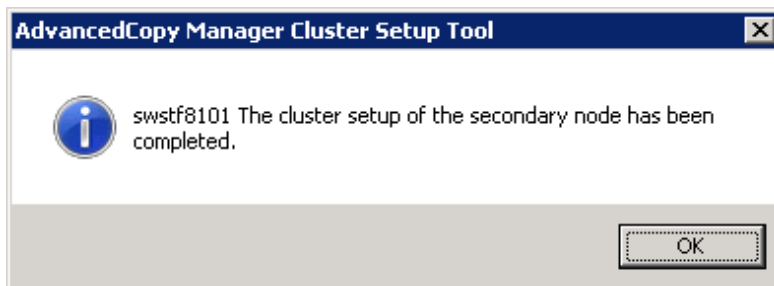 AdvancedCopy Manager Cluster Setup Tool
swstf8101 The cluster setup of the secondary node has been
completed.
OK